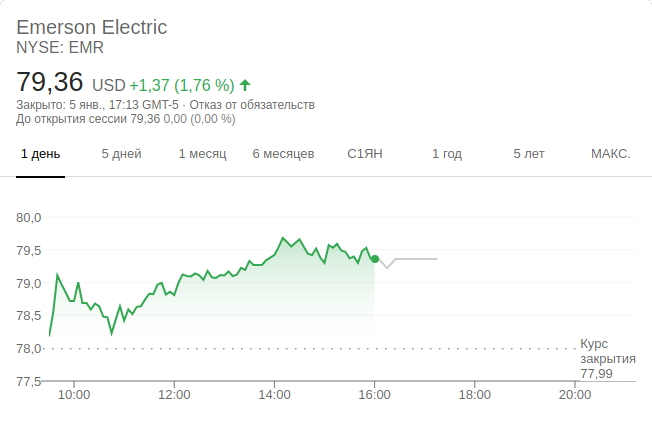 Emerson Electric
NYSE: EMR
79,36 USD +1,37 (1,76 %)
Закрыто: 5 янв., 17:13 GMT-5 · Отказ от обязательств
До открытия сессии 79,36 0,00 (0,00 %)
1 день 5 дней 1 месяц 6 месяцев С1ЯН 1 год 5 лет МАКС.
80,0
79,5
79,0
78,5
78,0
77,5
Курс
закрытия
77,99
10:00 12:00 14:00 16:00 18:00 20:00